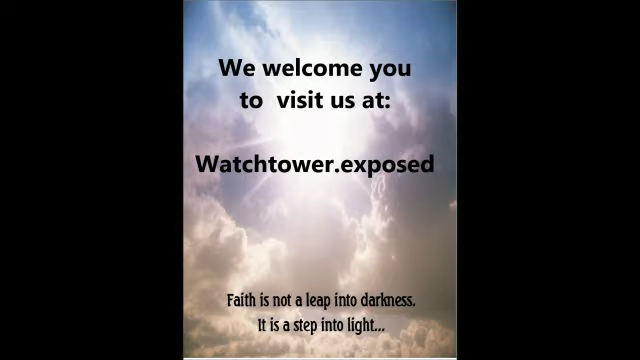 We welcome you
to visit us at:
Watchtower.exposed
Faith is not a leap into darkness.
It is a step into light...